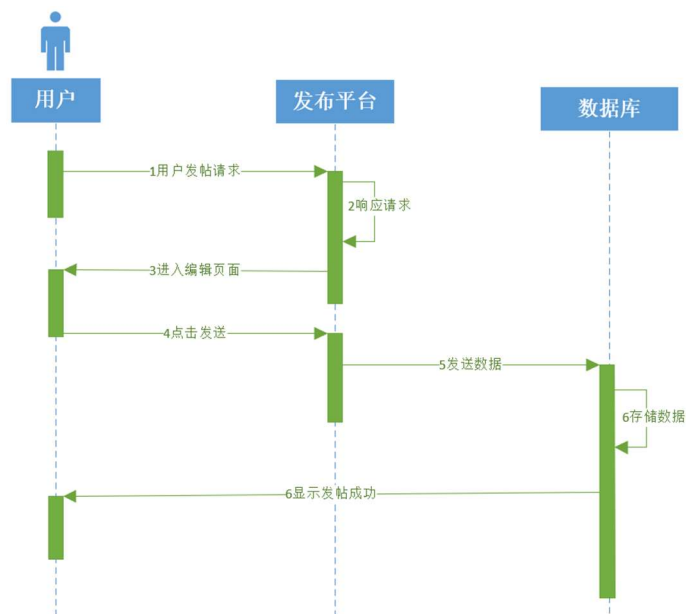 用户
发布平台
数据库
1用户发帖请求
2响应请求
3进入编辑页面
4点击发送
5发送数据
6存储数据
6显示发帖成功